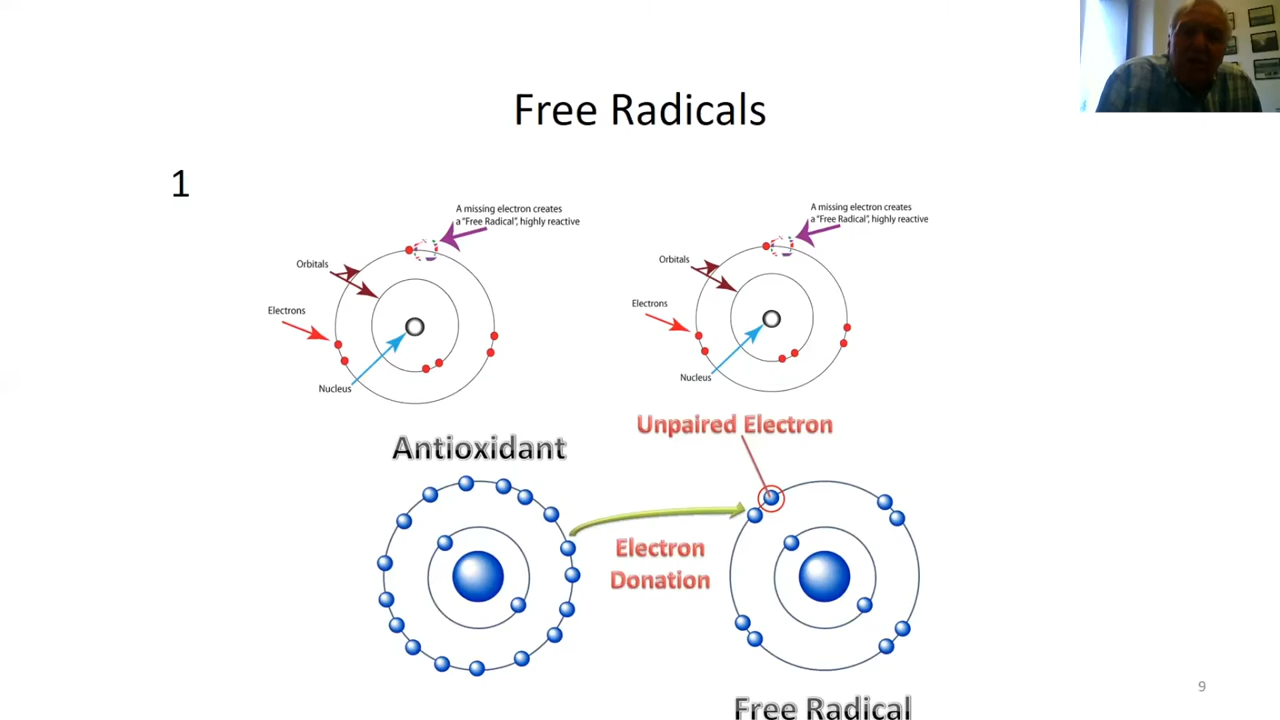 Free Radicals
1
A missing electron creates
a “Free Radical”, highly reactive
Orbitals
Electrons
Nucleus
A missing electron creates
a “Free Radical”, highly reactive
Orbitals
Electrons
Nucleus
Antioxidant
Unpaired Electron
Electron
Donation
Free Radical
9